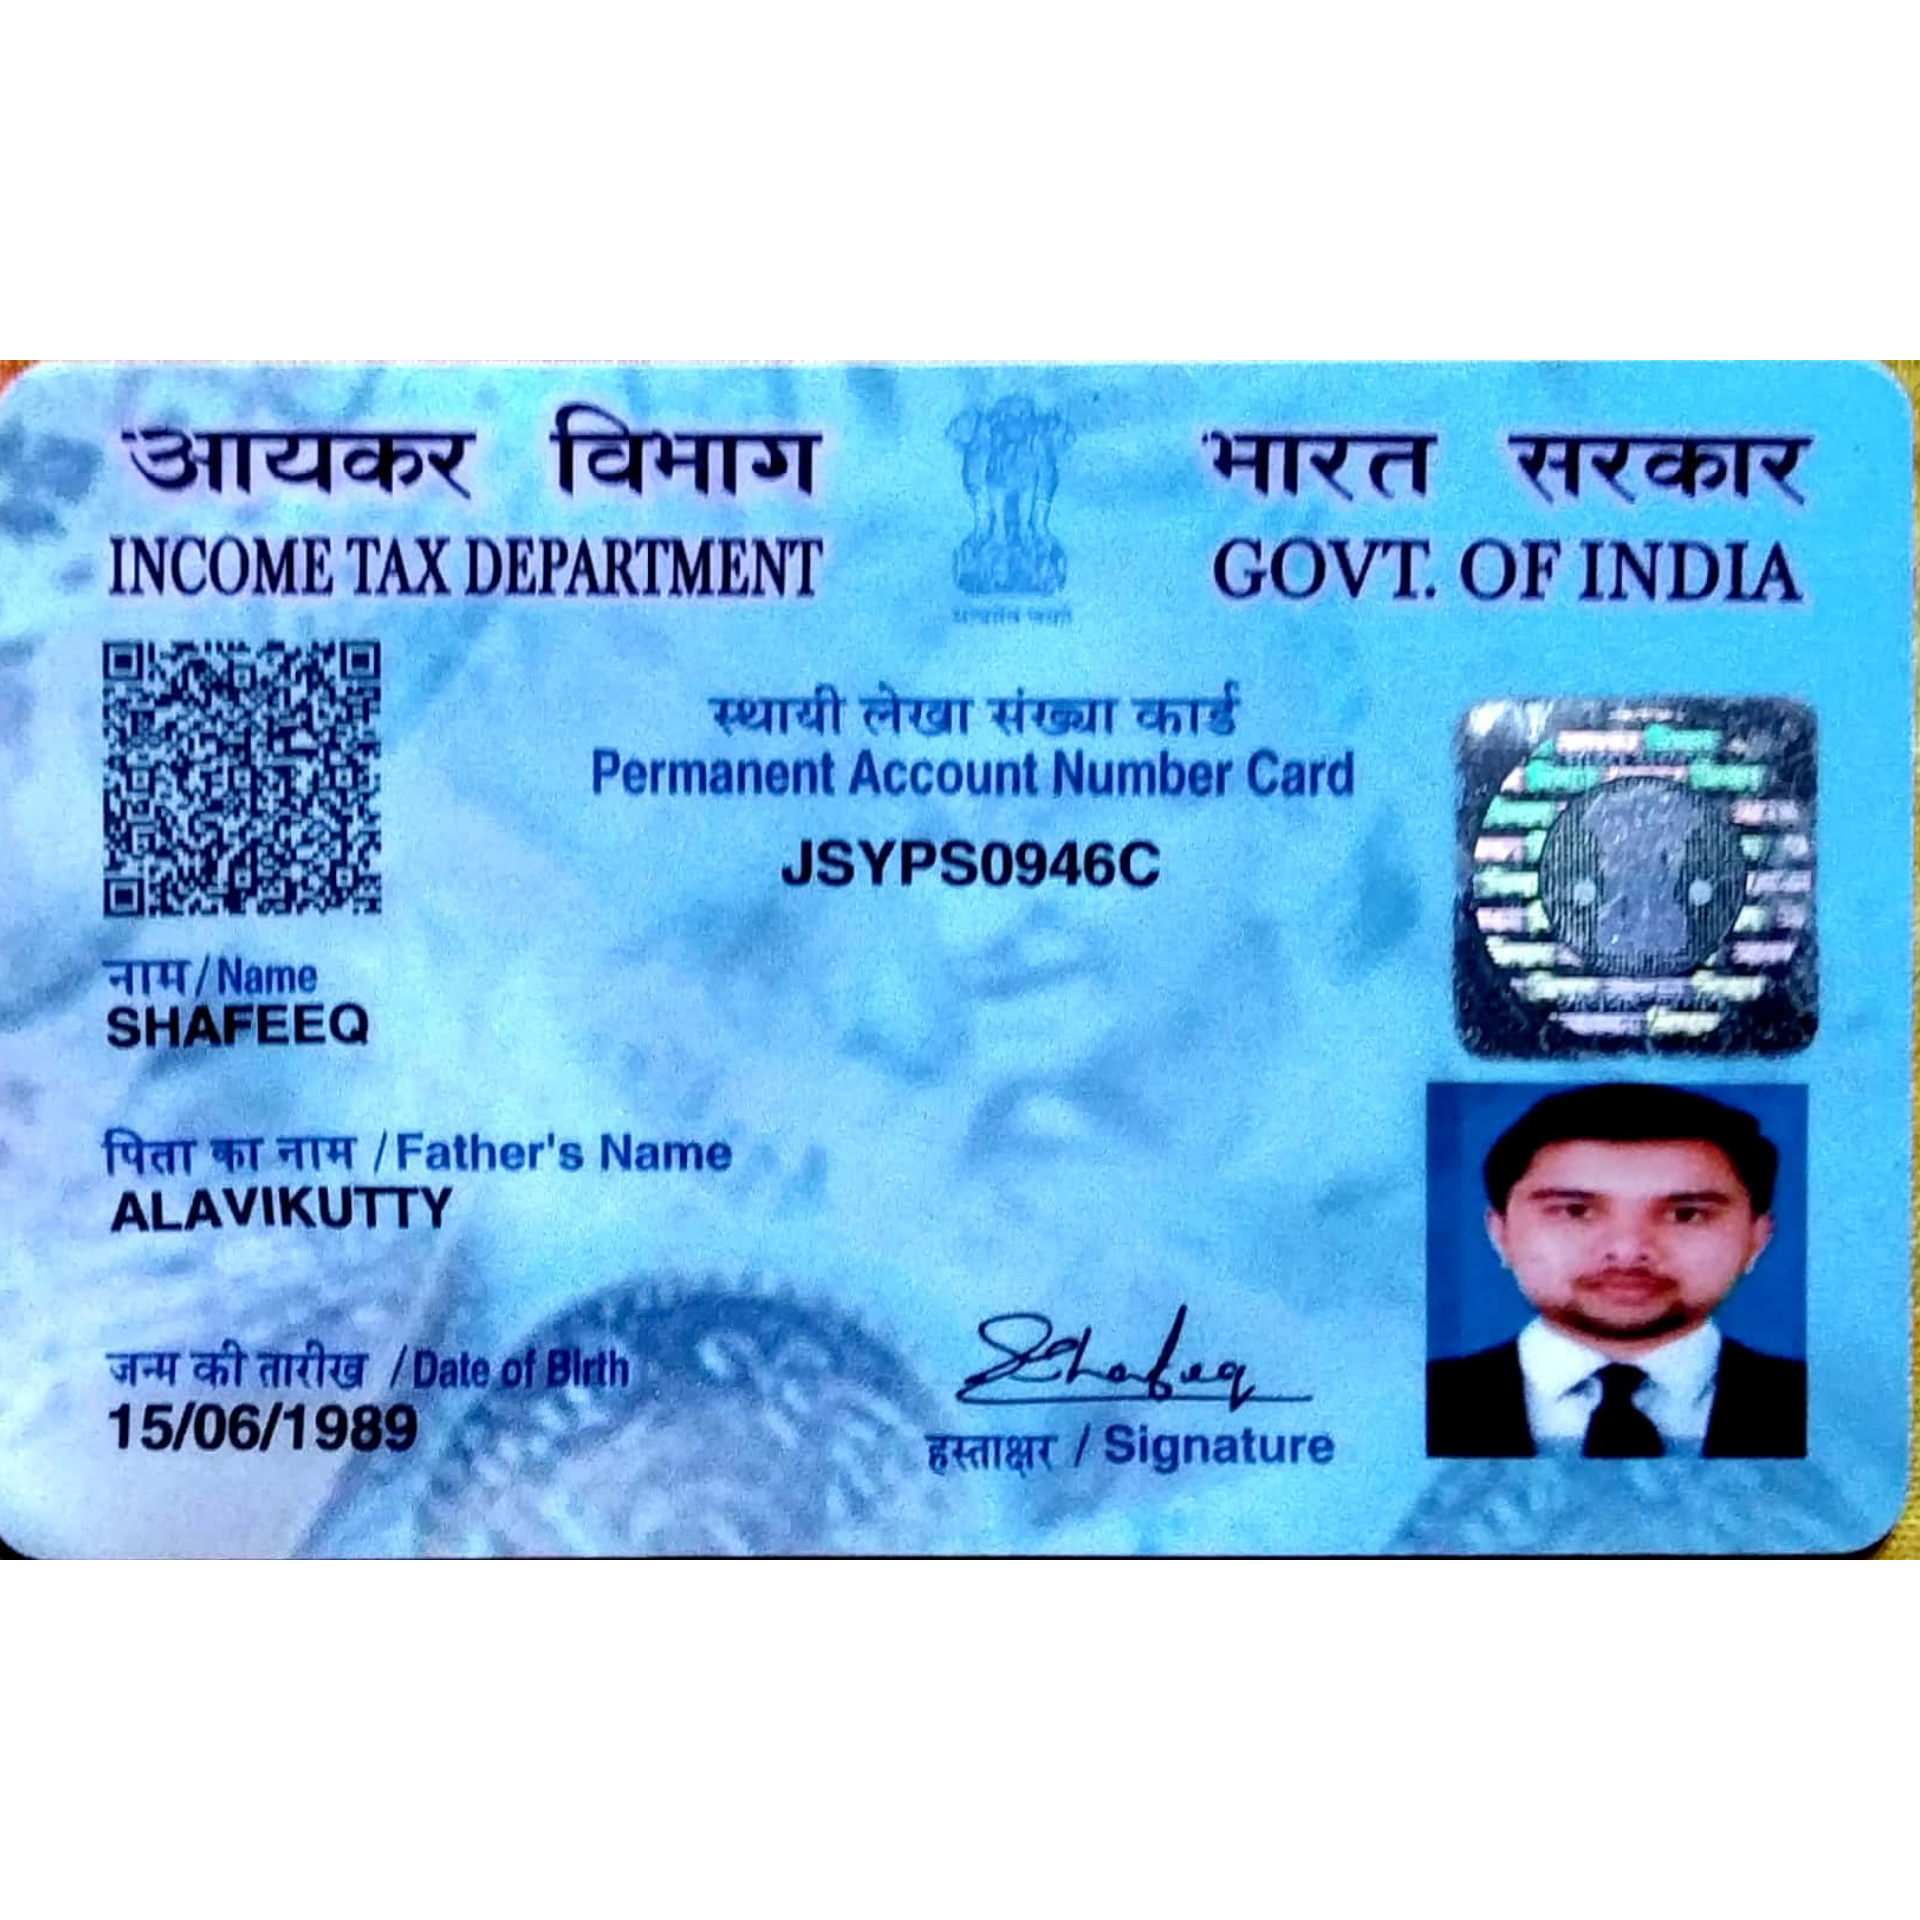 आयकर विभाग
INCOME TAX DEPARTMENT
भारत सरकार
GOVT. OF INDIA
सत्यमेव जयते
स्थायी लेखा संख्या कार्ड
Permanent Account Number Card
JSYPS0946C
नाम / Name
SHAFEEQ
पिता का नाम / Father's Name
ALAVIKUTTY
जन्म की तारीख / Date of Birth
15/06/1989
Shafeeq
हस्ताक्षर / Signature